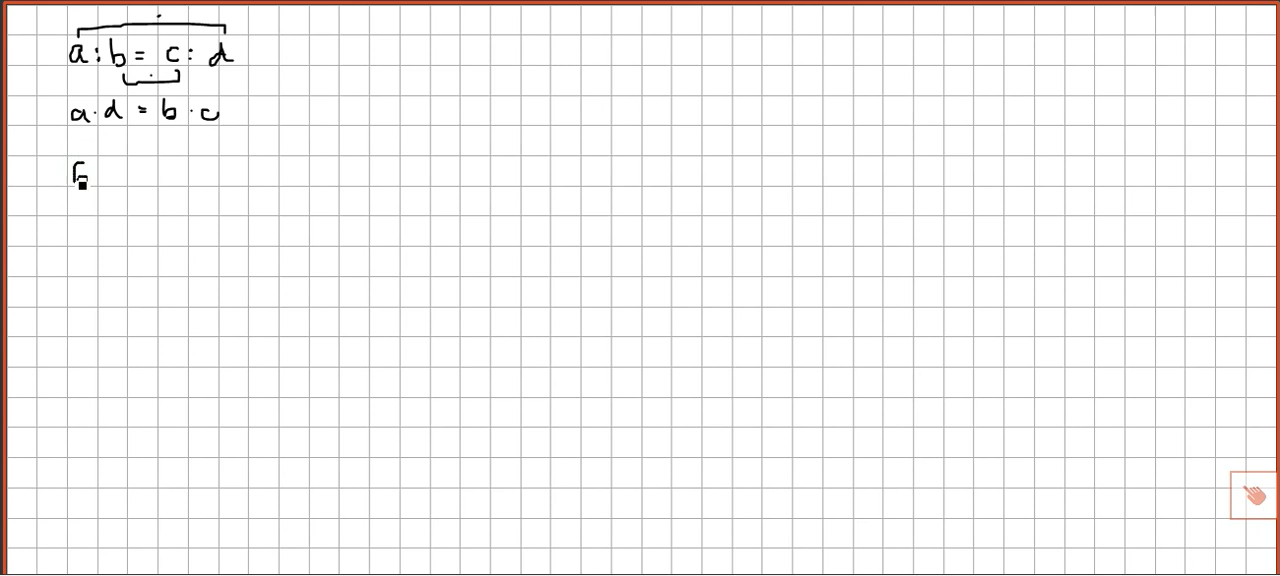 a : b = c : d
a · d = b · c